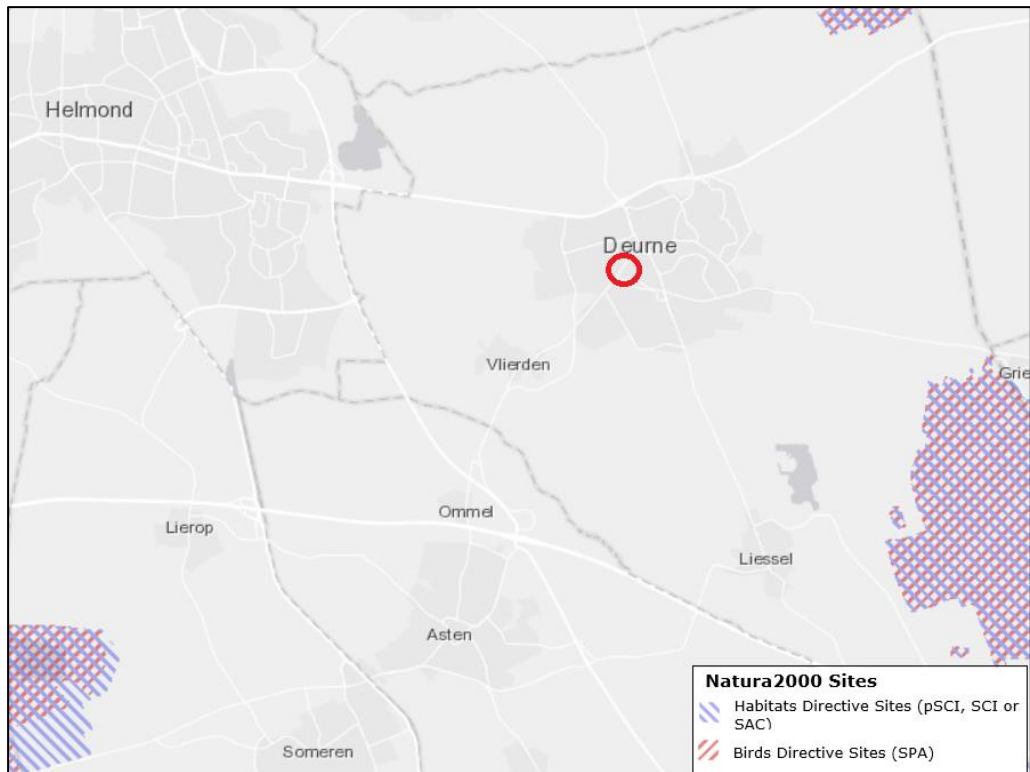 Helmond
Deurne
Vlierden
Grie
Ommel
Lierop
Liessel
Asten
Someren
Natura2000 Sites
Habitats Directive Sites (pSCI, SCI or
SAC)
Birds Directive Sites (SPA)